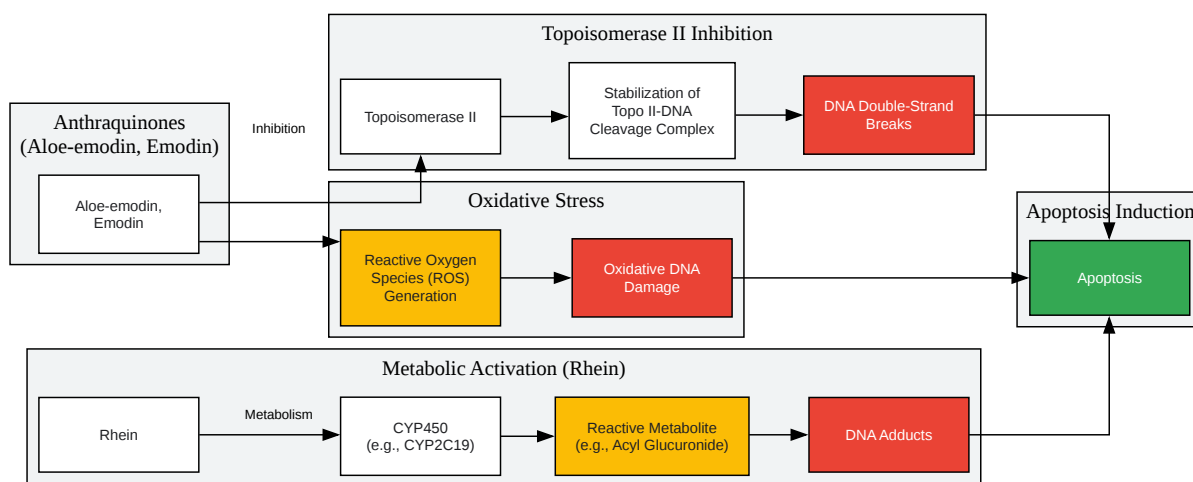 Topoisomerase II Inhibition
Topoisomerase II
Stabilization of
Topo II-DNA
Cleavage Complex
DNA Double-Strand
Breaks
Anthraquinones
(Aloe-emodin, Emodin)
Inhibition
Aloe-emodin,
Emodin
Oxidative Stress
Reactive Oxygen
Species (ROS)
Generation
Oxidative DNA
Damage
Apoptosis Induction
Apoptosis
Metabolic Activation (Rhein)
Rhein
Metabolism
CYP450
(e.g., CYP2C19)
Reactive Metabolite
(e.g., Acyl Glucuronide)
DNA Adducts